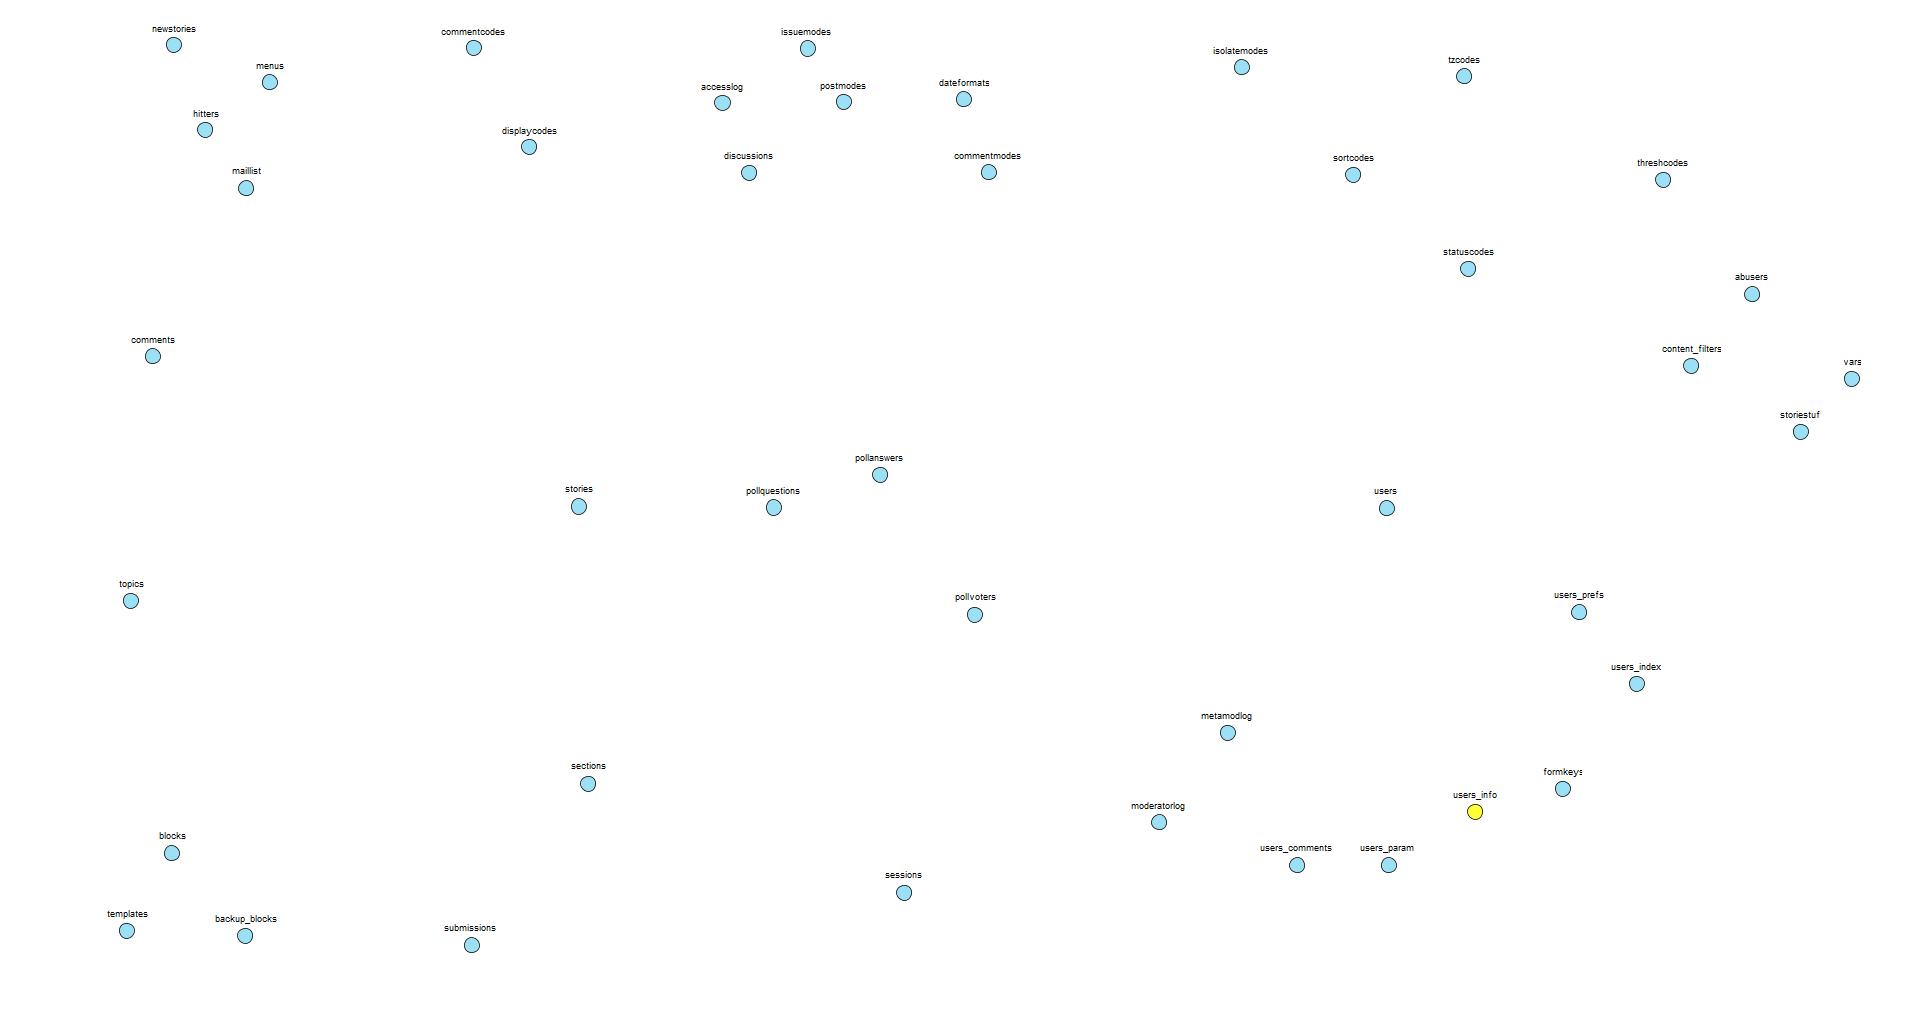 newstories
commentcodes
issuemodes
isolatemodes
tzcodes
menus
accesslog
postmodes
dateformats
hitters
displaycodes
discussions
commentmodes
sortcodes
threshcodes
maillist
statuscodes
abusers
comments
content_filters
vars
storiestuf
pollanswers
stories
pollquestions
users
topics
pollvoters
users_prefs
users_index
metamodlog
sections
formkeys
users_info
moderatorlog
blocks
users_comments
users_param
sessions
templates
backup_blocks
submissions